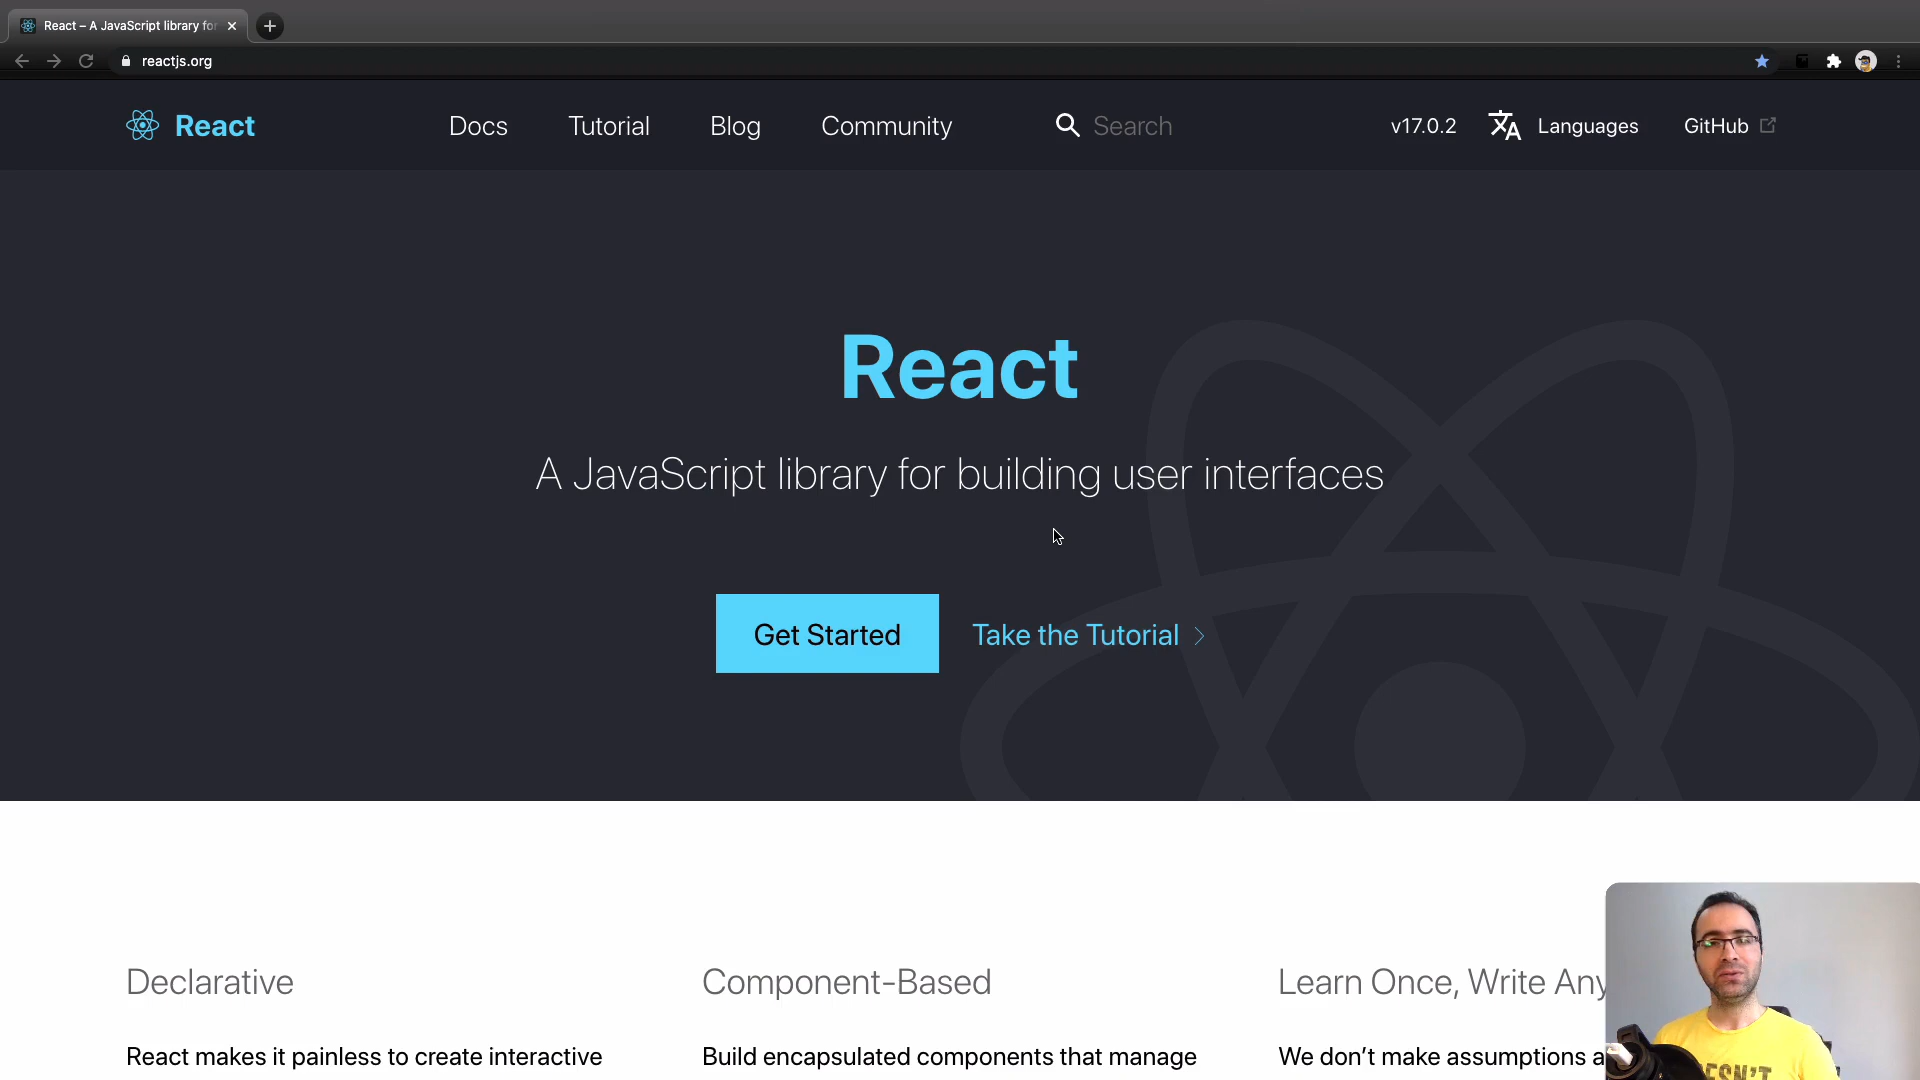 React – A JavaScript library for
reactjs.org
React
Docs
Tutorial
Blog
Community
Search
v17.0.2
Languages
GitHub
React
A JavaScript library for building user interfaces
Get Started
Take the Tutorial
Declarative
Component-Based
Learn Once, Write Any
React makes it painless to create interactive
Build encapsulated components that manage
We don't make assumptions a